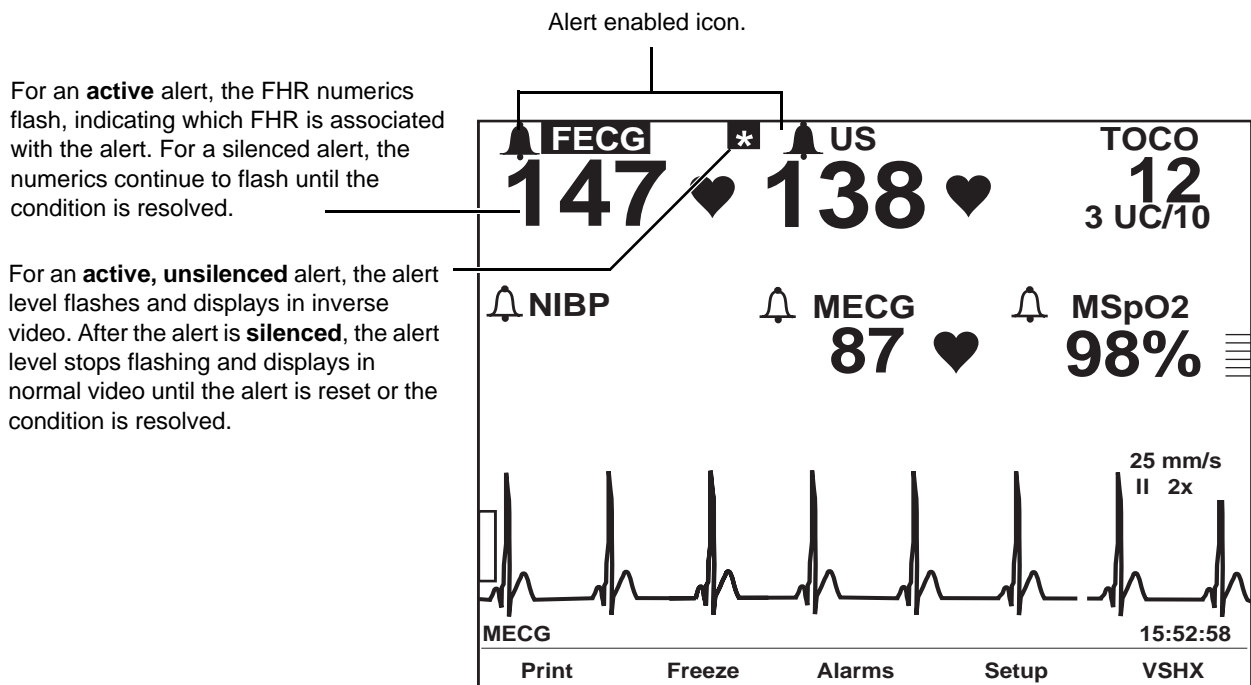 Alert enabled icon.
For an active alert, the FHR numerics
flash, indicating which FHR is associated
with the alert. For a silenced alert, the
numerics continue to flash until the
condition is resolved.
For an active, unsilenced alert, the alert
level flashes and displays in inverse
video. After the alert is silenced, the alert
level stops flashing and displays in
normal video until the alert is reset or the
condition is resolved.
FECG * US TOCO
147 138 12
3 UC/10
NIBP MECG MSpO2
87 98%
25 mm/s
II 2x
MECG 15:52:58
Print Freeze Alarms Setup VSHX